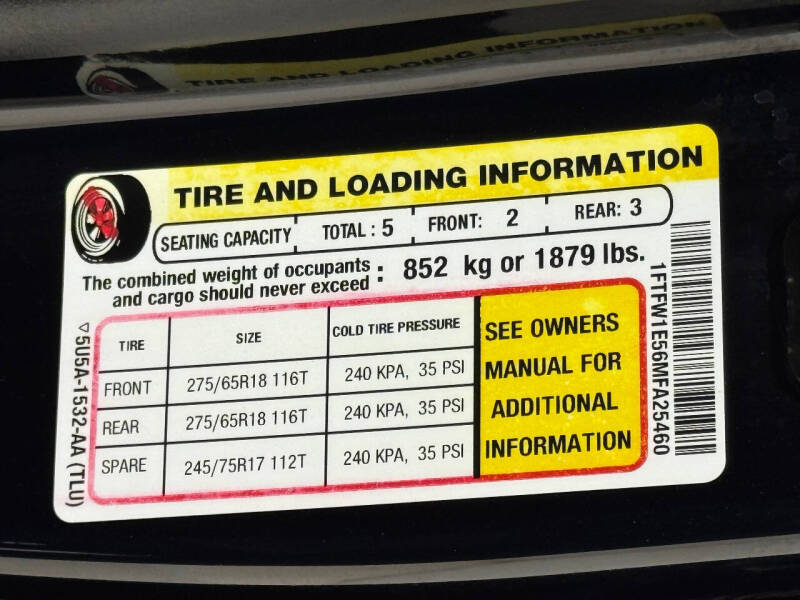 TIRE AND LOADING INFORMATION
TIRE AND LOADING INFORMATION
SEATING CAPACITY TOTAL : 5 FRONT: 2 REAR: 3
The combined weight of occupants
and cargo should never exceed : 852 kg or 1879 lbs.
TIRE SIZE COLD TIRE PRESSURE
FRONT 275/65R18 116T 240 KPA, 35 PSI
REAR 275/65R18 116T 240 KPA, 35 PSI
SPARE 245/75R17 112T 240 KPA, 35 PSI
SEE OWNERS
MANUAL FOR
ADDITIONAL
INFORMATION
1FTFW1E56MFA25460
▽5U5A-1532-AA (TLU)